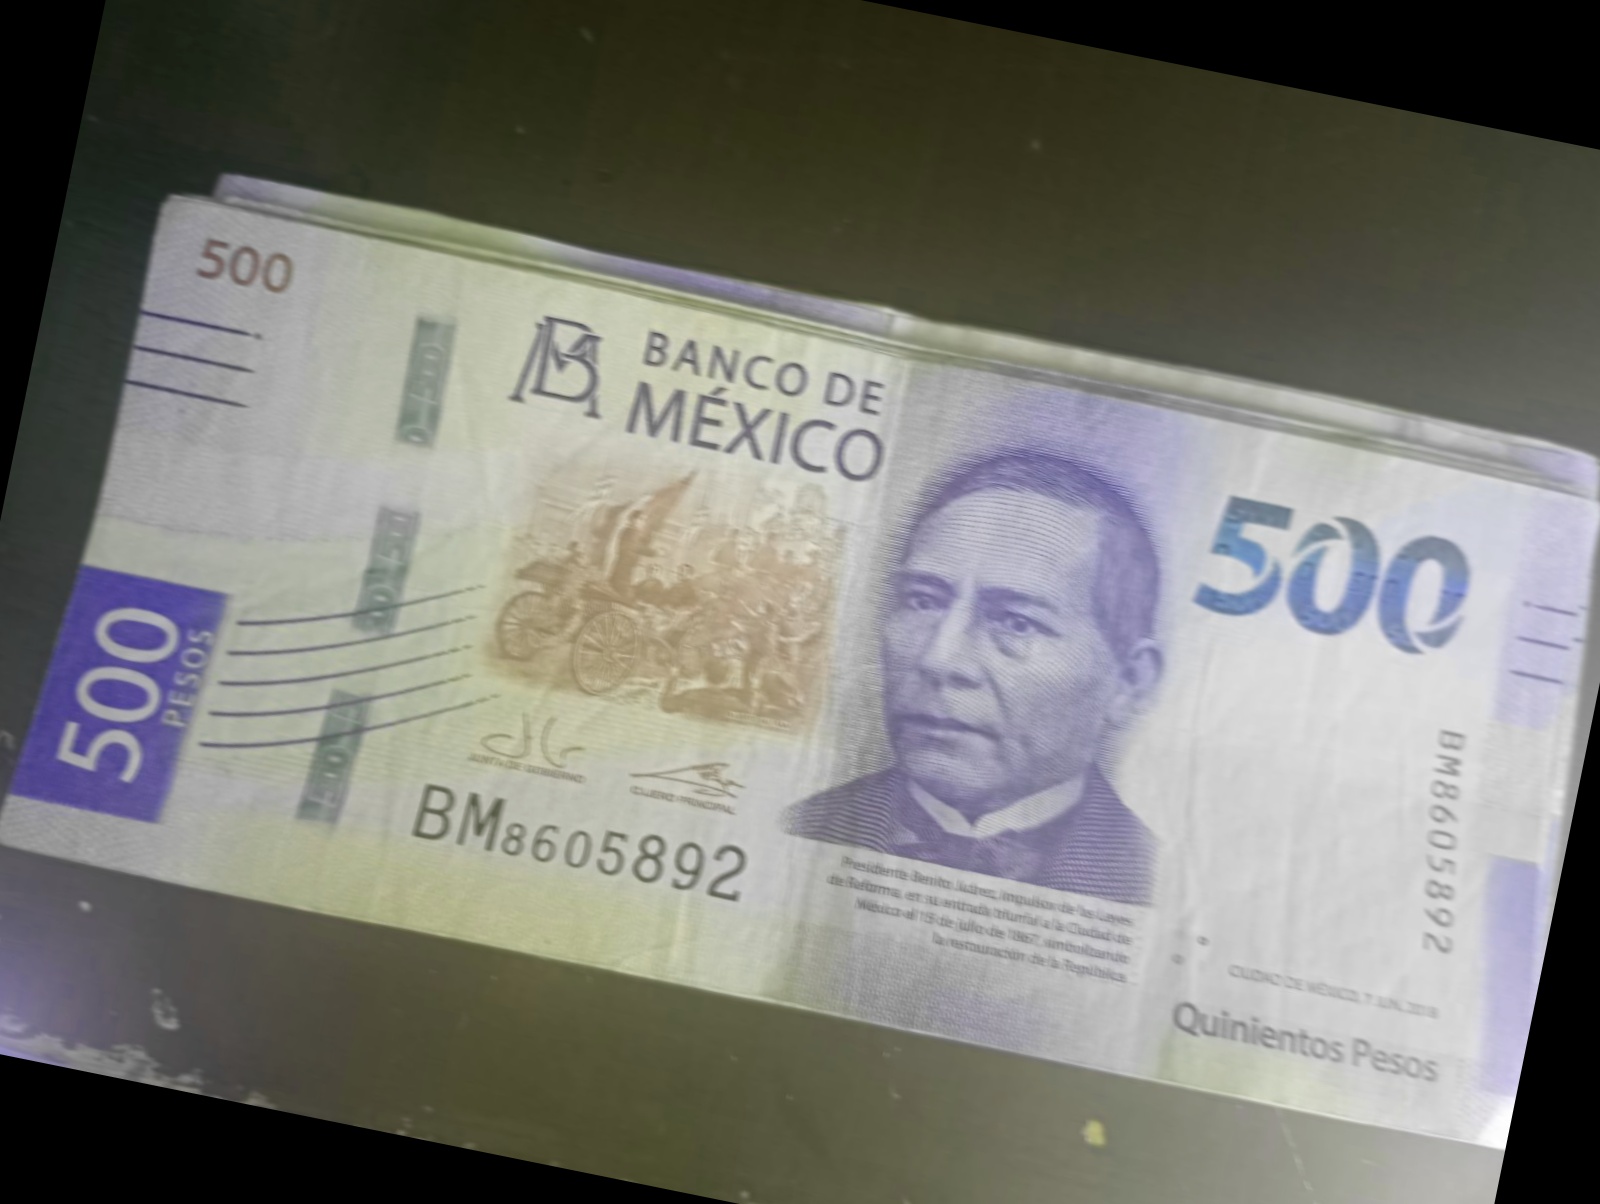 500
BANCO DE
MÉXICO
500
500
PESOS
JUNTA DE GOBIERNO
CAJERO PRINCIPAL
BM8605892
BM8605892
Presidente Benito Juárez, impulsor de las Leyes
de Reforma, en su entrada triunfal a la Ciudad de
México el 15 de julio de 1867, simbolizando
la restauración de la República.
CIUDAD DE MÉXICO, 7 JUN. 2018
Quinientos Pesos